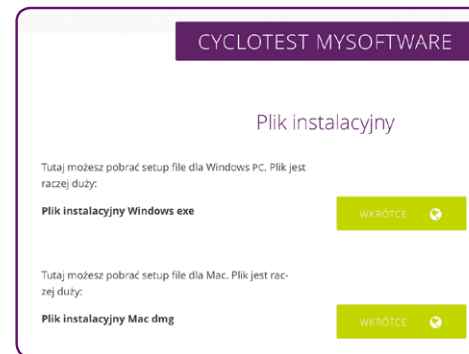 CYCLOTEST MYSOFTWARE
Plik instalacyjny
Tutaj możesz pobrać setup file dla Windows PC. Plik jest
raczej duży:
Plik instalacyjny Windows exe
WKRÓTCE
Tutaj możesz pobrać setup file dla Mac. Plik jest rac-
zej duży:
Plik instalacyjny Mac dmg
WKRÓTCE